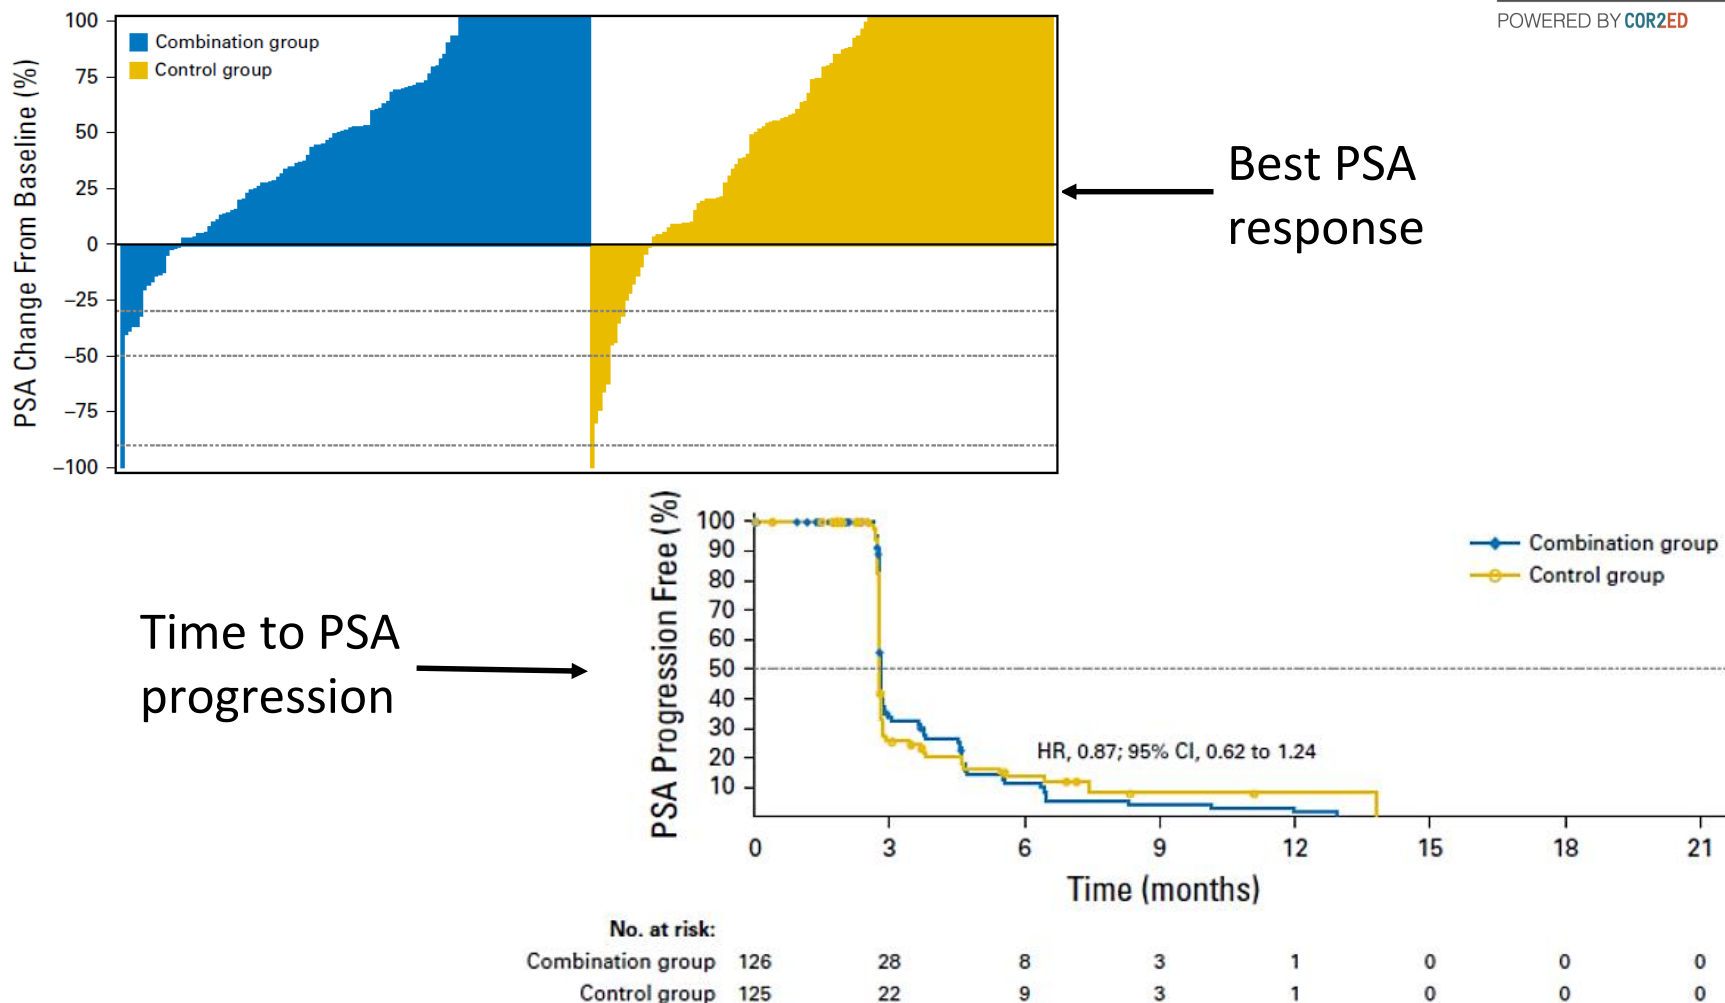 POWERED BY COR2ED
PSA Change From Baseline (%)
100
75
50
25
0
–25
–50
–75
–100
Combination group
Control group
Best PSA
response
Time to PSA
progression
PSA Progression Free (%)
100
90
80
70
60
50
40
30
20
10
Combination group
Control group
HR, 0.87; 95% CI, 0.62 to 1.24
0 3 6 9 12 15 18 21
Time (months)
No. at risk:
Combination group 126 28 8 3 1 0 0 0
Control group 125 22 9 3 1 0 0 0